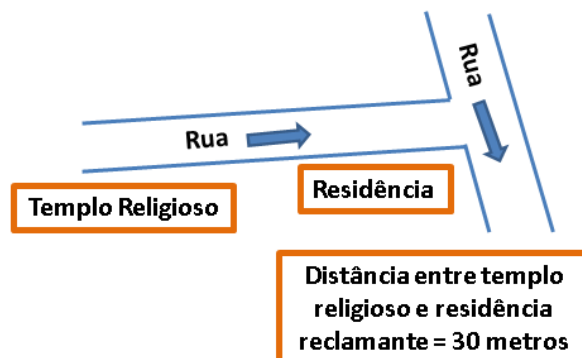 Rua
Rua
Templo Religioso
Residência
Distância entre templo
religioso e residência
reclamante = 30 metros